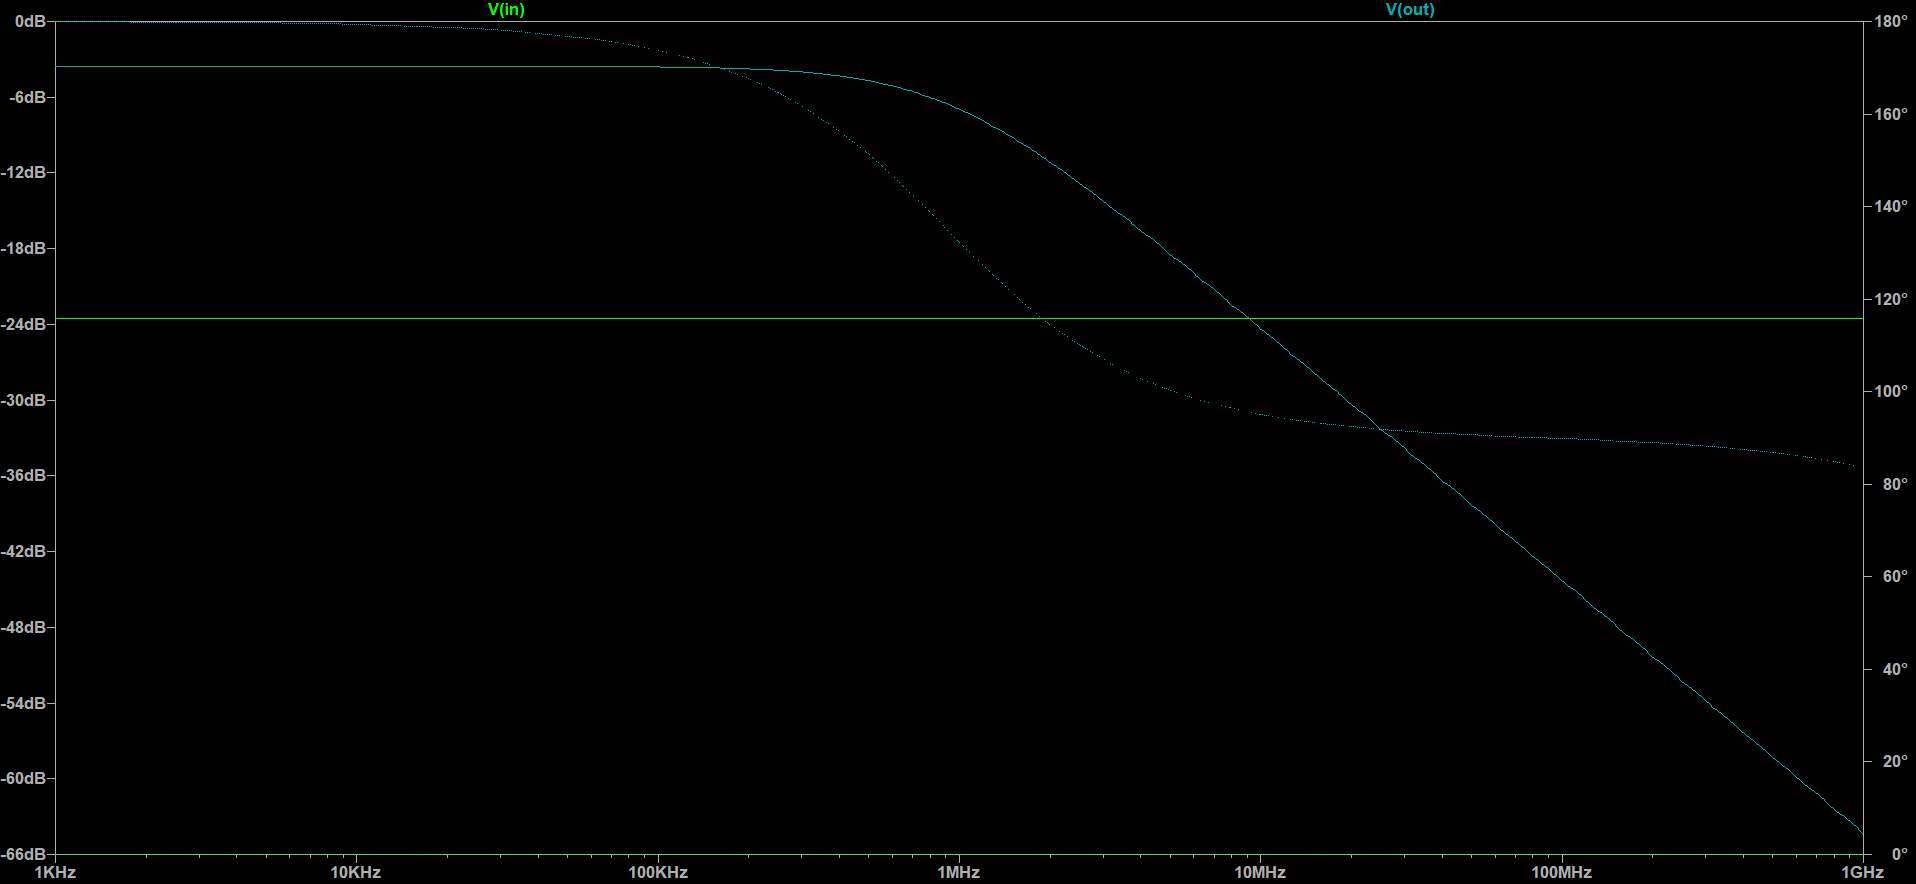 V(in) V(out)
0dB 180°
-6dB 160°
-12dB 140°
-18dB 120°
-24dB 100°
-30dB 80°
-36dB 60°
-42dB 40°
-48dB 20°
-54dB 0°
-60dB
-66dB
1KHz 10KHz 100KHz 1MHz 10MHz 100MHz 1GHz